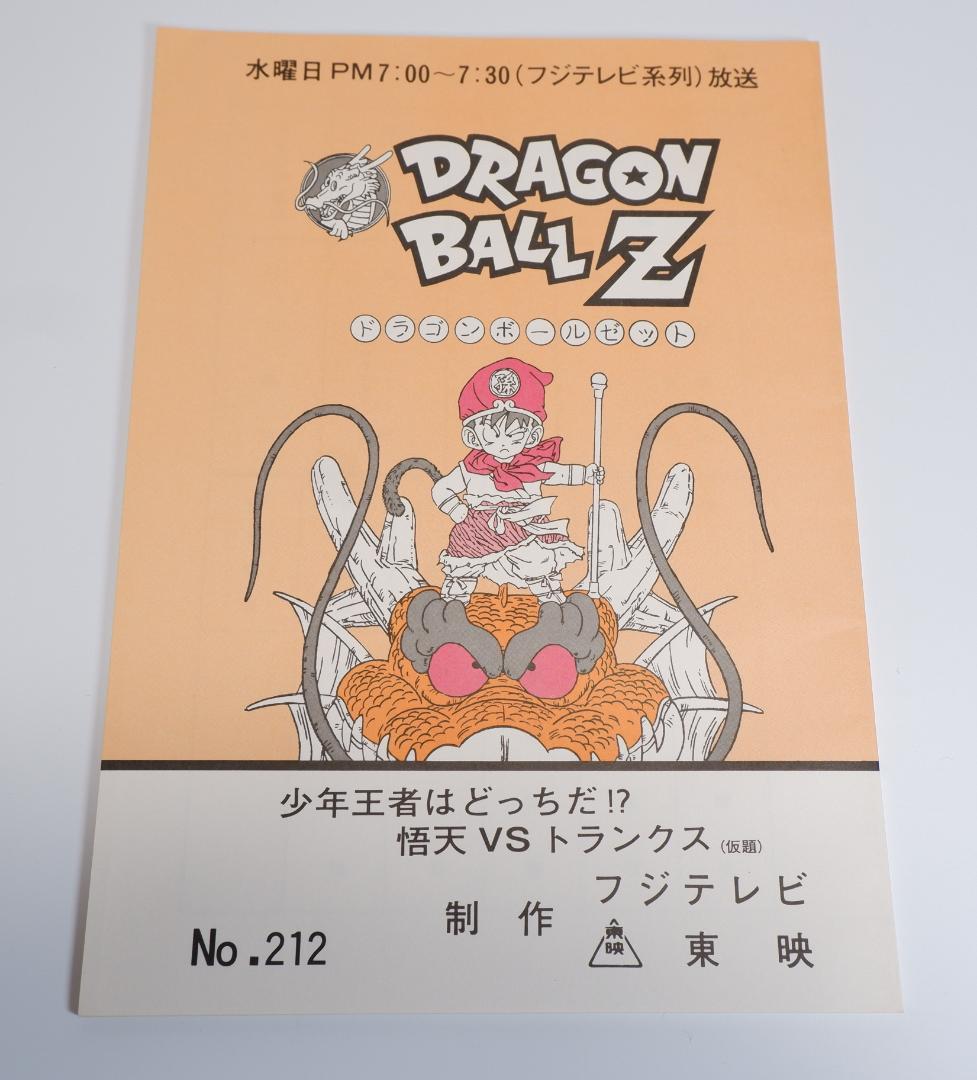 水曜日PM7:00〜7:30(フジテレビ系列)放送
DRAGON
BALL Z
ドラゴンボールゼット
少年王者はどっちだ!?
悟天VSトランクス(仮題)
制作
フジテレビ
東映
東映
No.212